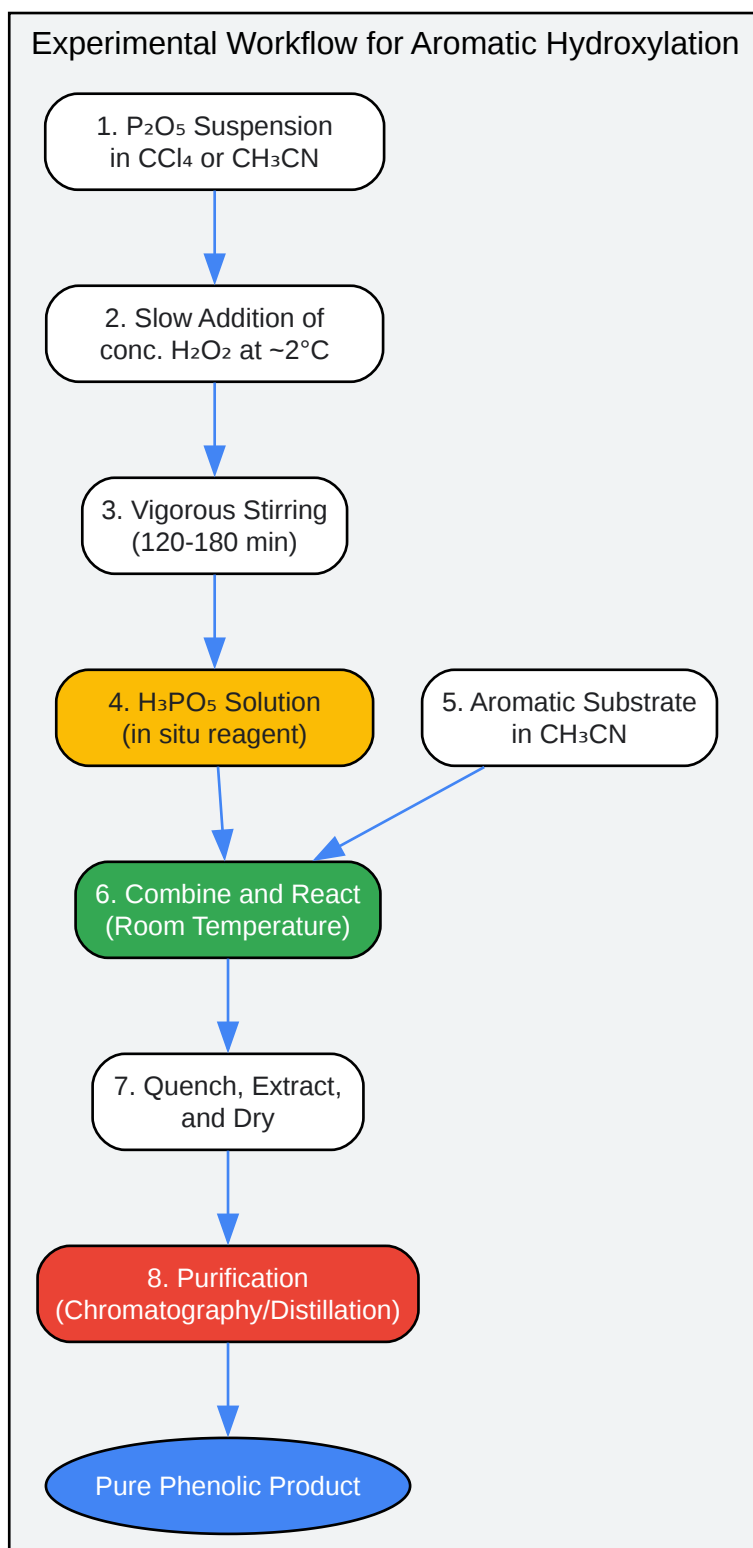 Experimental Workflow for Aromatic Hydroxylation
1. P₂O₅ Suspension
in CCl₄ or CH₃CN
2. Slow Addition of
conc. H₂O₂ at ~2°C
3. Vigorous Stirring
(120-180 min)
4. H₃PO₅ Solution
(in situ reagent)
5. Aromatic Substrate
in CH₃CN
6. Combine and React
(Room Temperature)
7. Quench, Extract,
and Dry
8. Purification
(Chromatography/Distillation)
Pure Phenolic Product